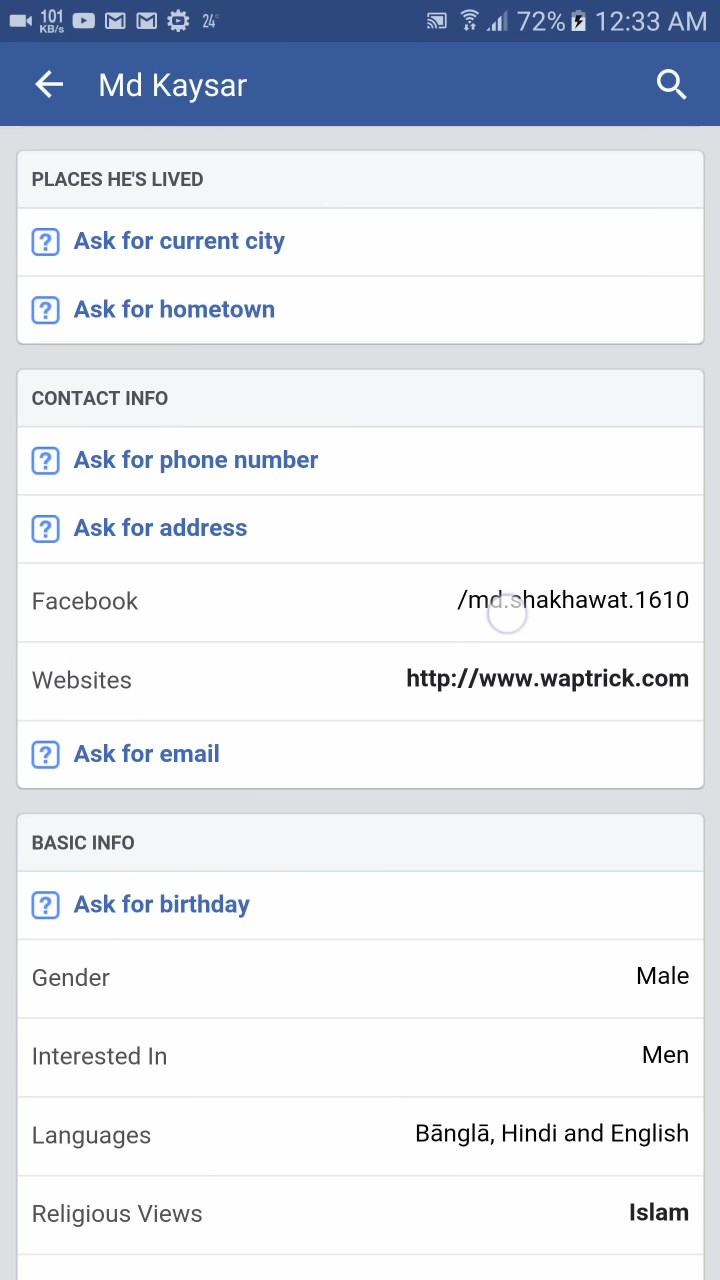 101 KB/s 24° 72% 12:33 AM
Md Kaysar
PLACES HE'S LIVED
Ask for current city
Ask for hometown
CONTACT INFO
Ask for phone number
Ask for address
Facebook /md.shakhawat.1610
Websites http://www.waptrick.com
Ask for email
BASIC INFO
Ask for birthday
Gender Male
Interested In Men
Languages Bānglā, Hindi and English
Religious Views Islam